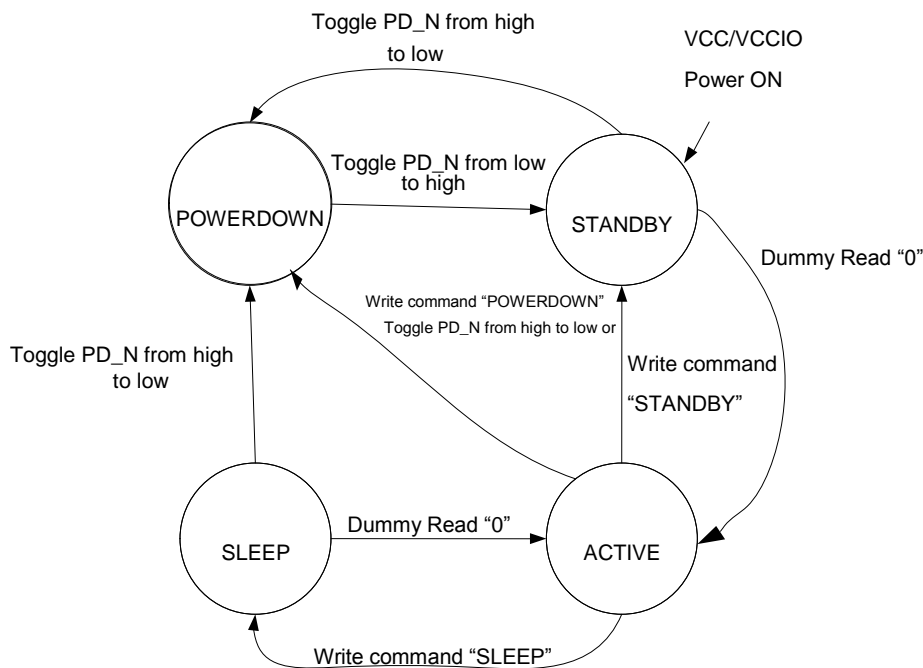 Toggle PD_N from high
to low
VCC/VCCIO
Power ON
Toggle PD_N from low
to high
POWERDOWN
STANDBY
Dummy Read “0”
Write command “POWERDOWN”
Toggle PD_N from high to low or
Toggle PD_N from high
to low
Write command
“STANDBY”
Dummy Read “0”
SLEEP
ACTIVE
Write command “SLEEP”